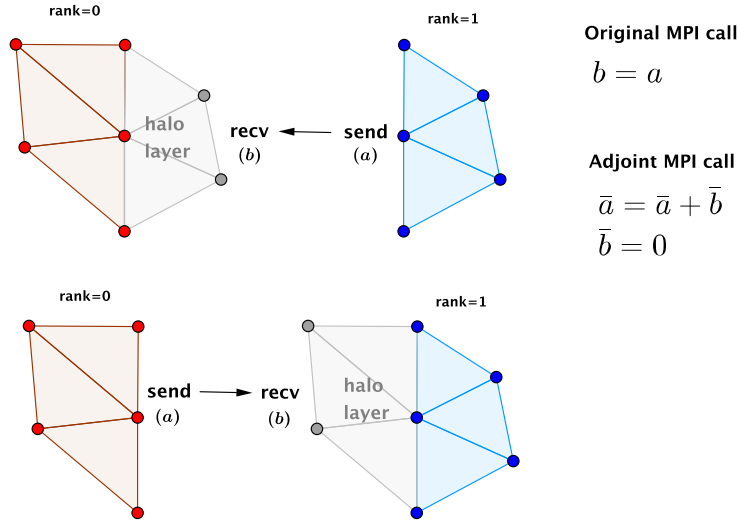 rank=0
rank=1
halo
layer
recv
(b)
send
(a)
Original MPI call
b = a
Adjoint MPI call
a̅ = a̅ + b̅
b̅ = 0
rank=0
rank=1
send
(a)
recv
(b)
halo
layer